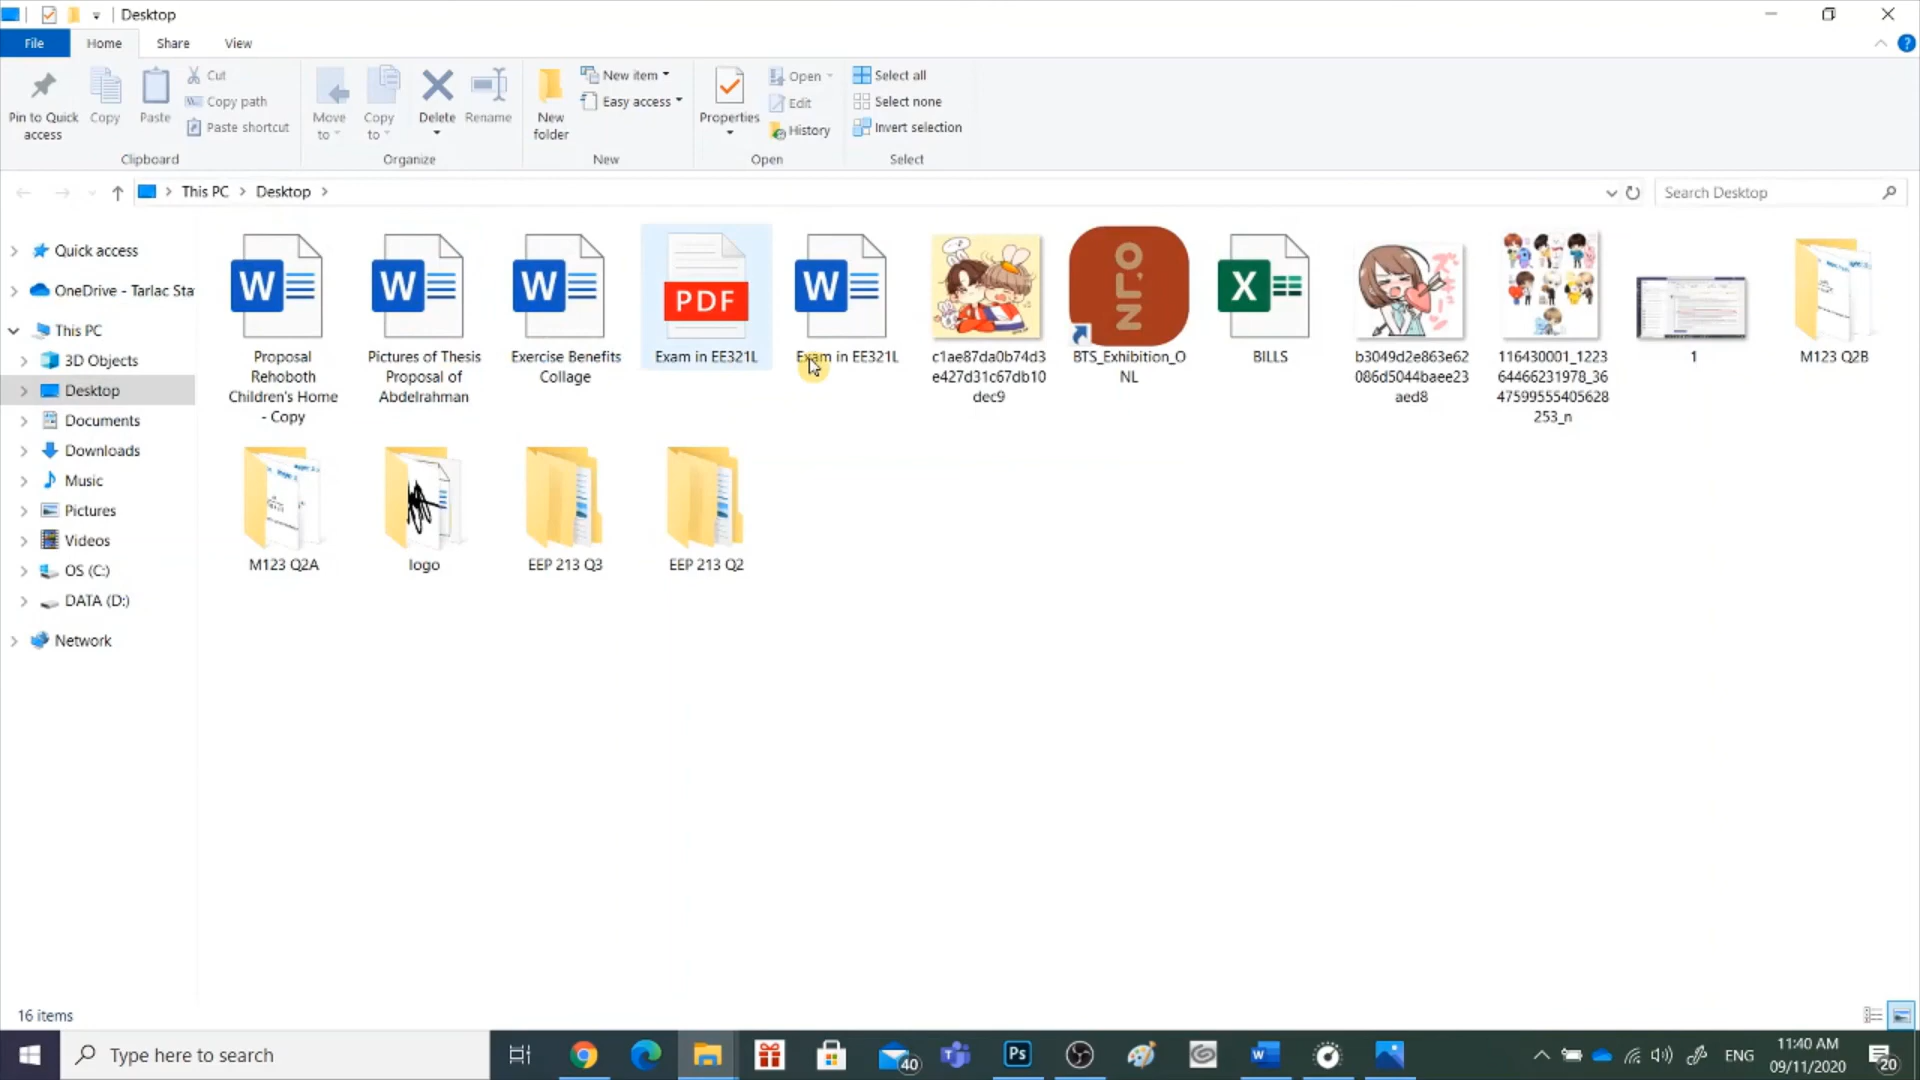 Desktop
File
Home
Share
View
Pin to Quick
access
Copy
Paste
Cut
Copy path
Paste shortcut
Clipboard
Move
to
Copy
to
Delete
Rename
Organize
New
folder
New item
Easy access
New
Properties
Open
Edit
History
Open
Select all
Select none
Invert selection
Select
This PC
Desktop
Search Desktop
Quick access
OneDrive - Tarlac Sta
This PC
3D Objects
Desktop
Documents
Downloads
Music
Pictures
Videos
OS (C:)
DATA (D:)
Network
W
Proposal
Rehoboth
Children's Home
- Copy
W
Pictures of Thesis
Proposal of
Abdelrahman
W
Exercise Benefits
Collage
PDF
Exam in EE321L
W
Exam in EE321L
c1ae87da0b74d3
e427d31c67db10
dec9
BTS_Exhibition_O
NL
X
BILLS
b3049d2e863e62
086d5044baee23
aed8
116430001_1223
64466231978_36
47599555405628
253_n
1
M123 Q2B
M123 Q2A
logo
EEP 213 Q3
EEP 213 Q2
16 items
Type here to search
40
Ps
W
ENG
11:40 AM
09/11/2020
20